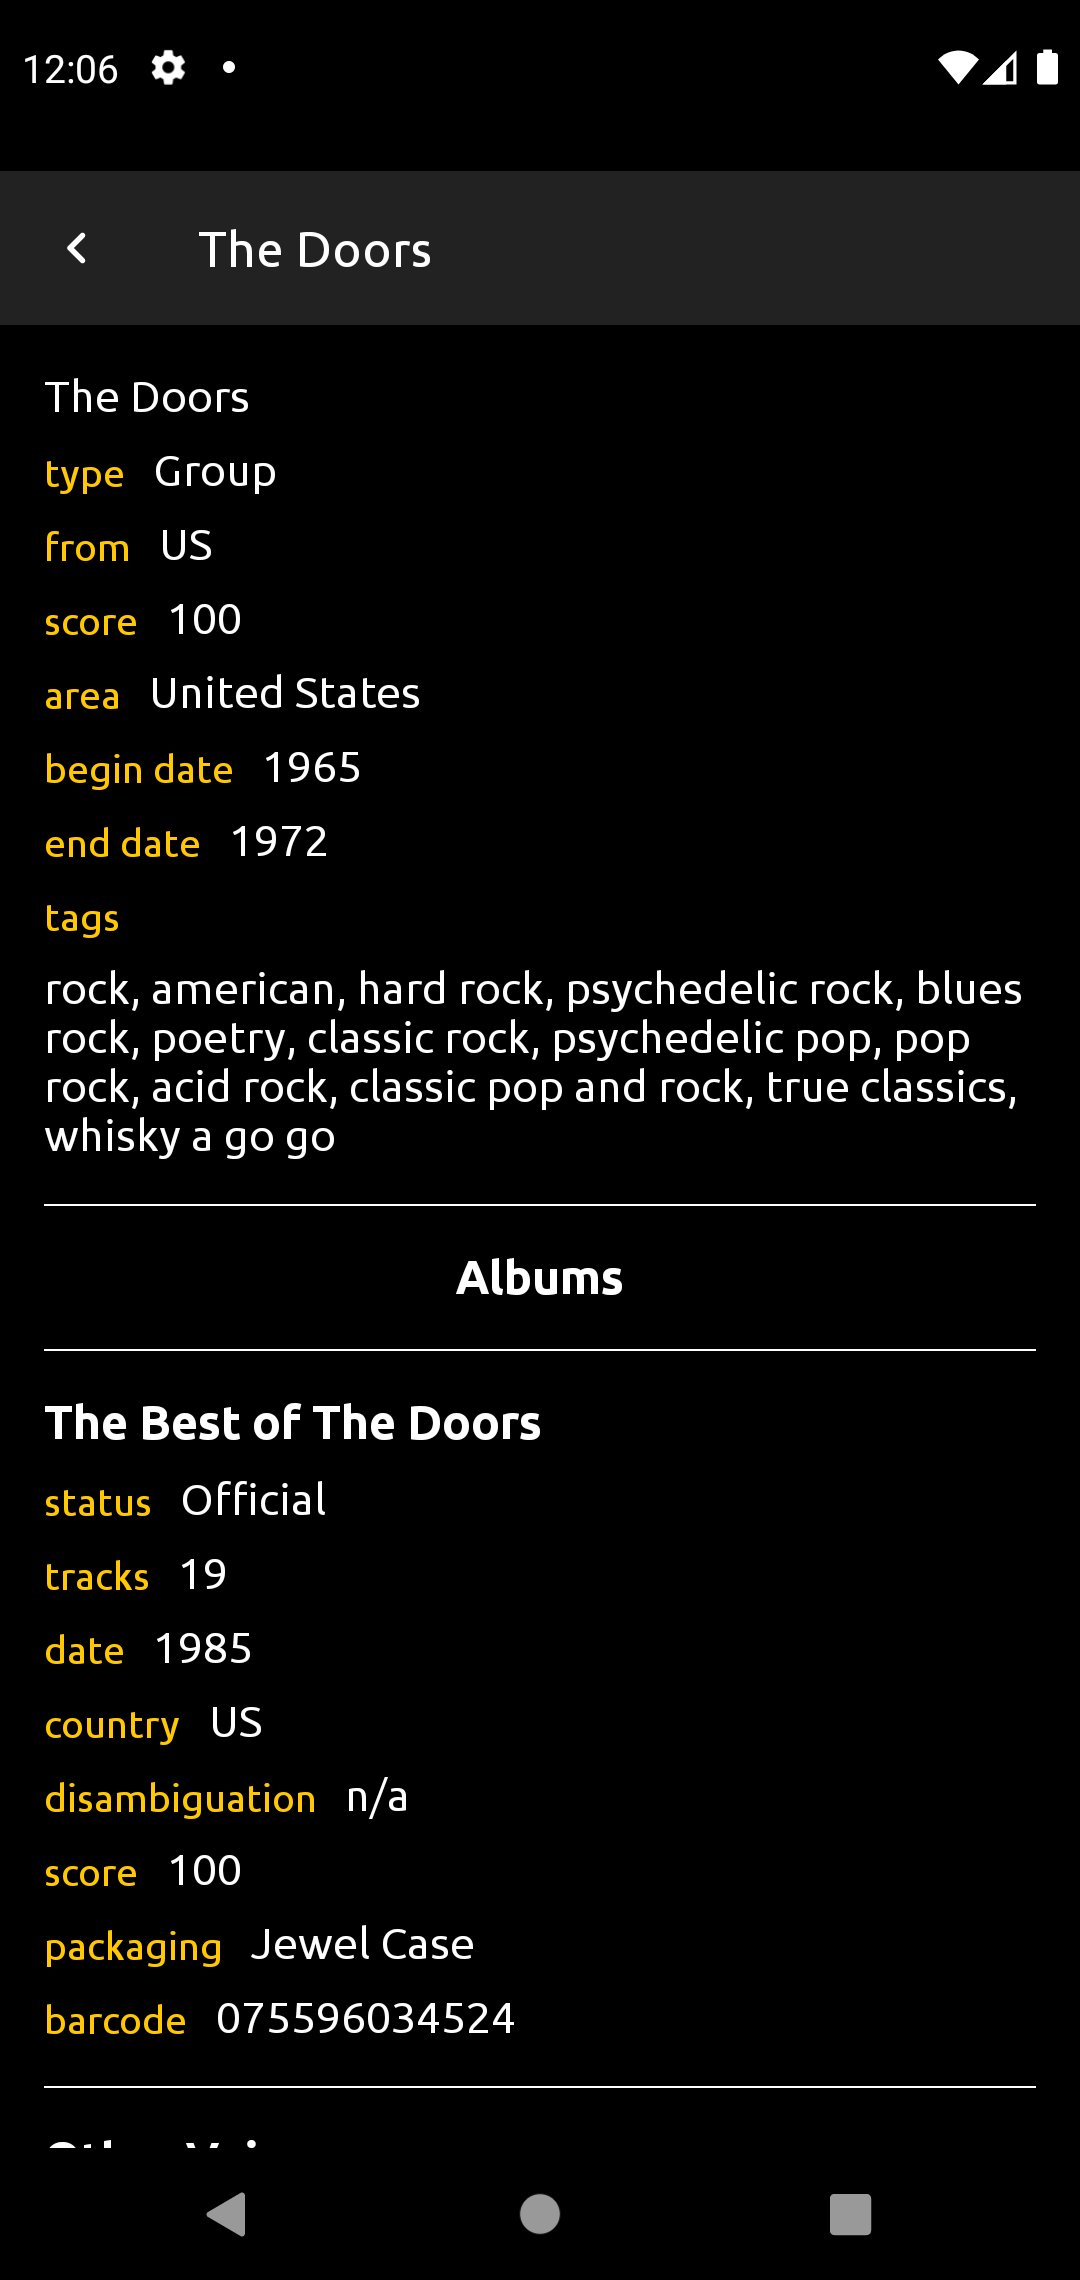 12:06
The Doors
The Doors
type Group
from US
score 100
area United States
begin date 1965
end date 1972
tags
rock, american, hard rock, psychedelic rock, blues
rock, poetry, classic rock, psychedelic pop, pop
rock, acid rock, classic pop and rock, true classics,
whisky a go go
Albums
The Best of The Doors
status Official
tracks 19
date 1985
country US
disambiguation n/a
score 100
packaging Jewel Case
barcode 075596034524